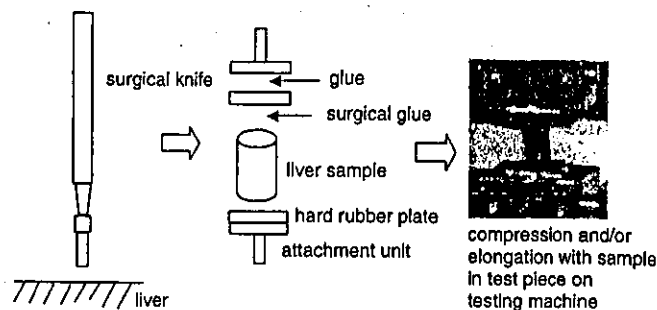 surgical knife
liver
glue
surgical glue
liver sample
hard rubber plate
attachment unit
compression and/or
elongation with sample
in test piece on
testing machine